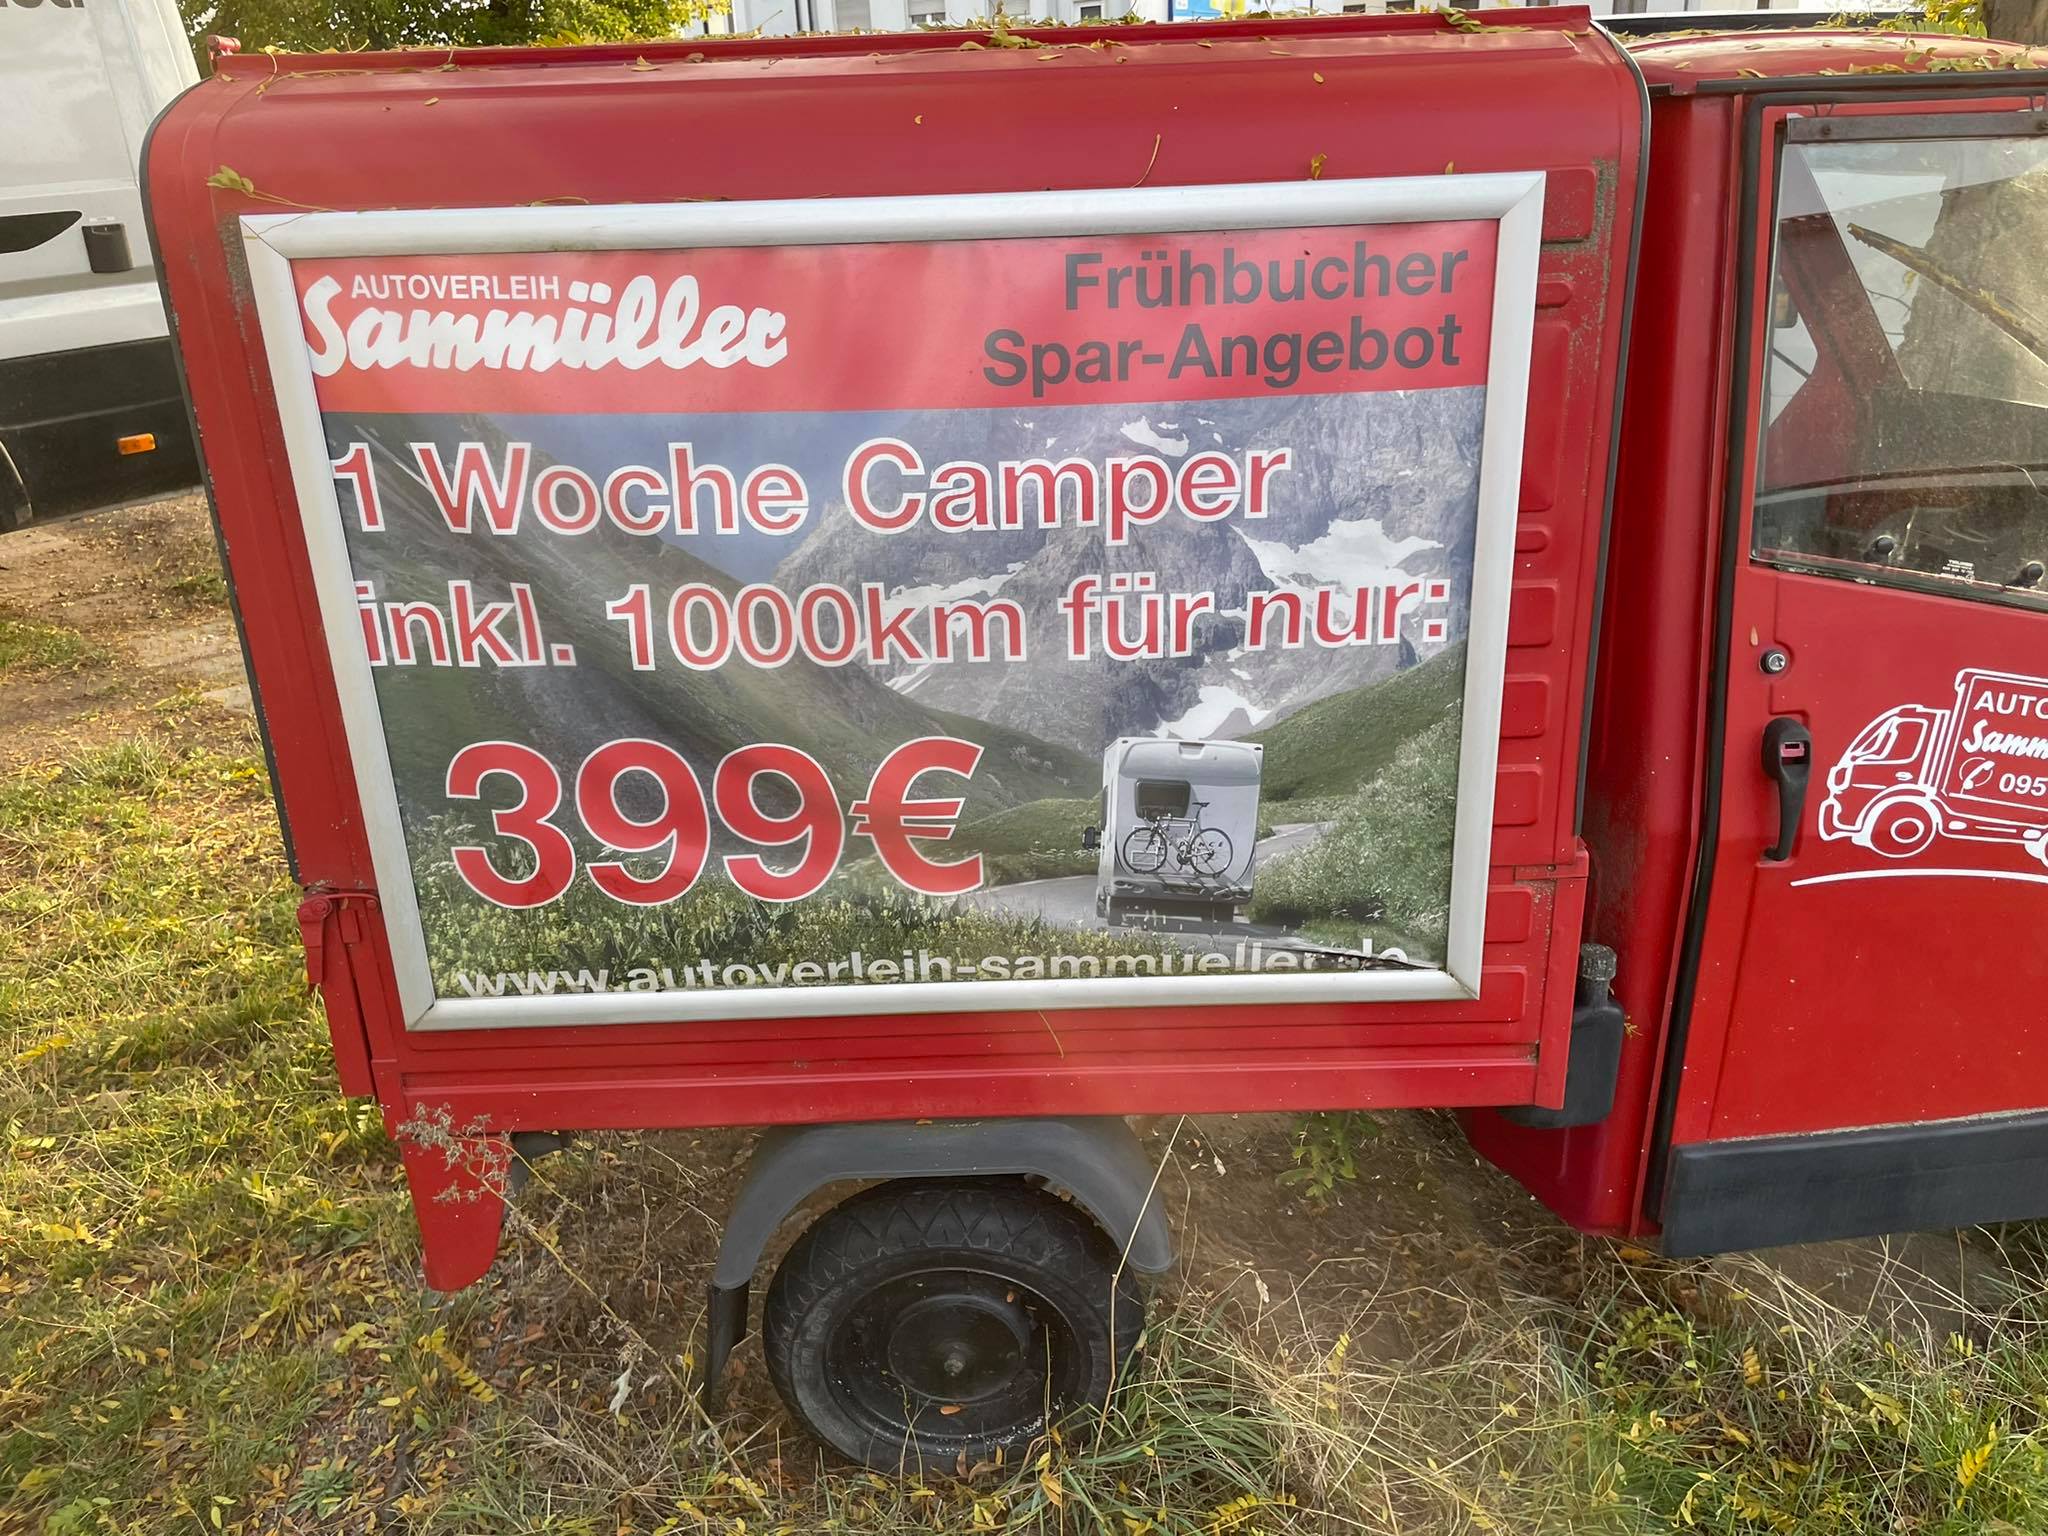 AUTOVERLEIH
Sammüller
Frühbucher
Spar-Angebot
1 Woche Camper
inkl. 1000km für nur:
399€
www.autoverleih-sammueller.de
AUTO
Samm
095